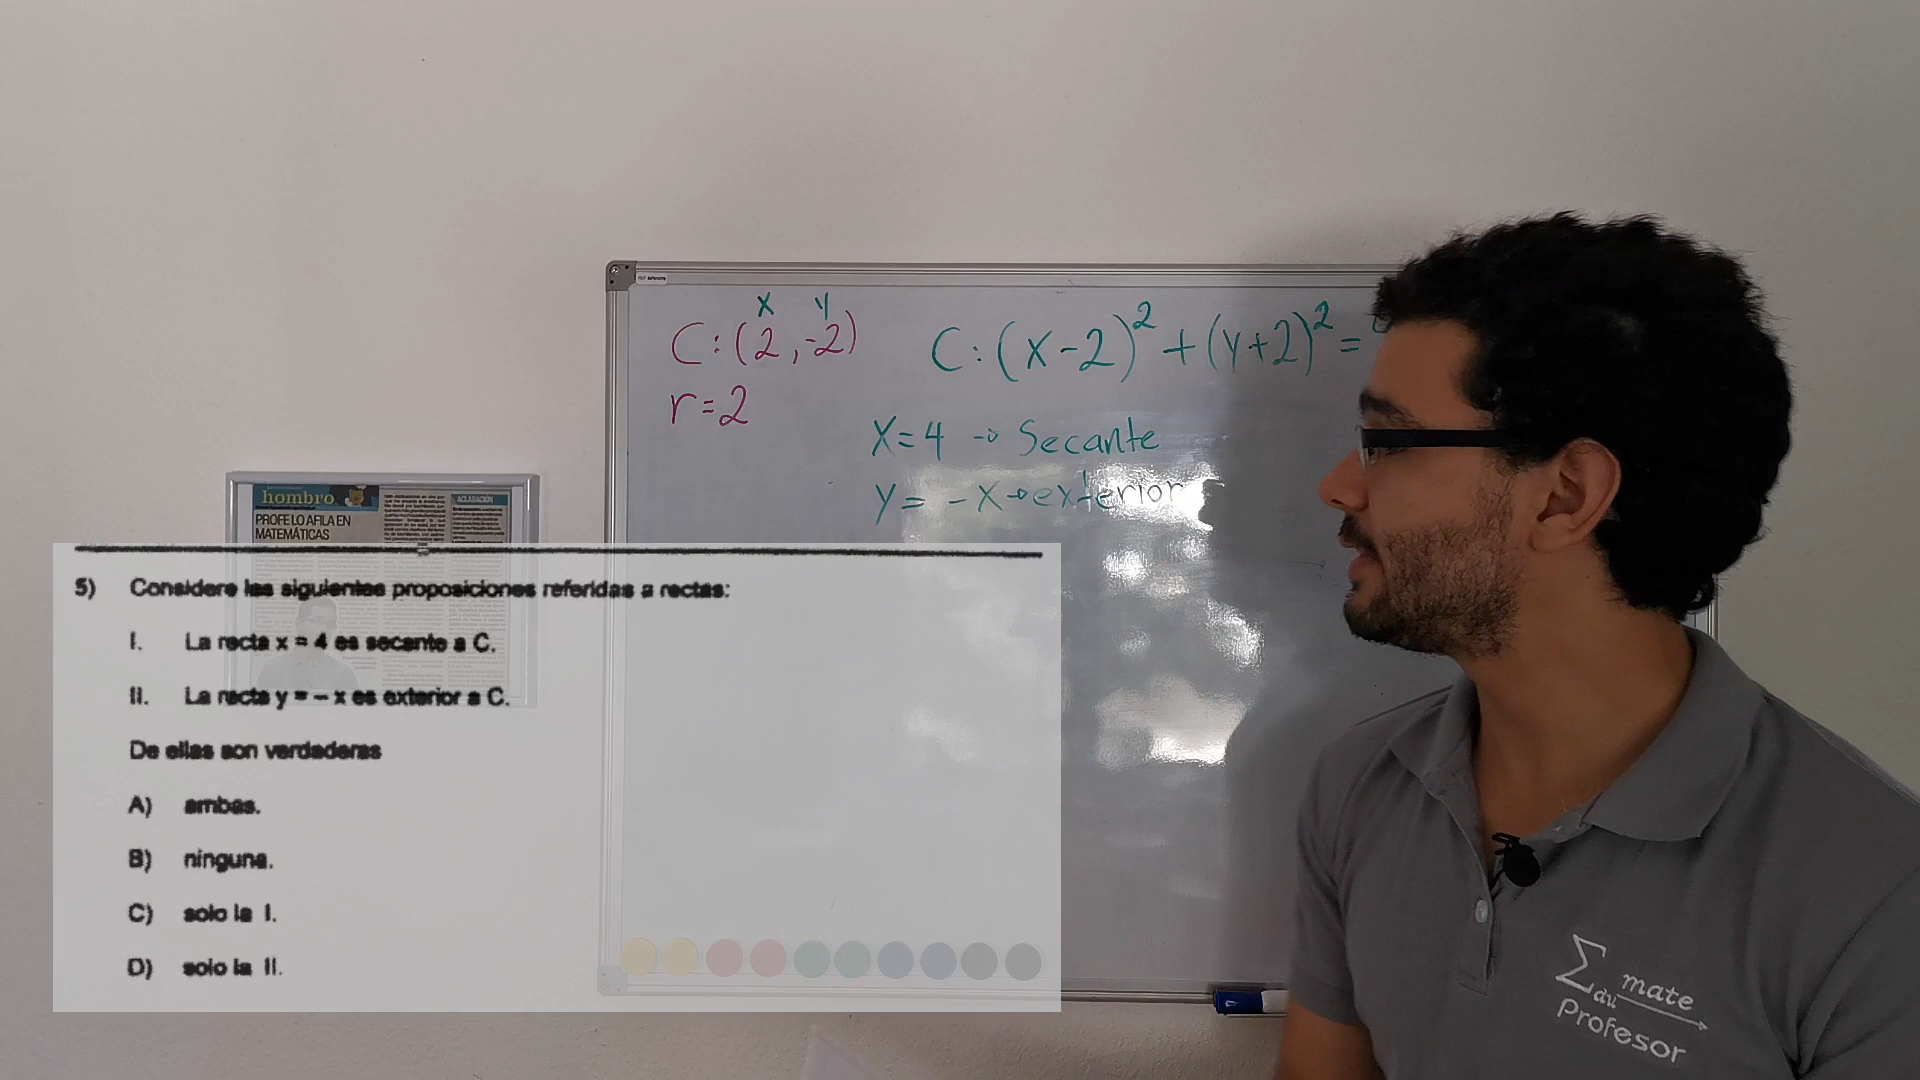 x y
C: (2,-2)
C: (x-2)² + (y+2)² =
r=2
X=4 → Secante
y= -x → exterior
hombro
ACLARACIÓN
PROFE LO AFILA EN
MATEMÁTICAS
5) Considere las siguientes proposiciones referidas a rectas:
I. La recta x = 4 es secante a C.
II. La recta y = – x es exterior a C.
De ellas son verdaderas
A) ambas.
B) ninguna.
C) solo la I.
D) solo la II.
∑ du mate
Profesor